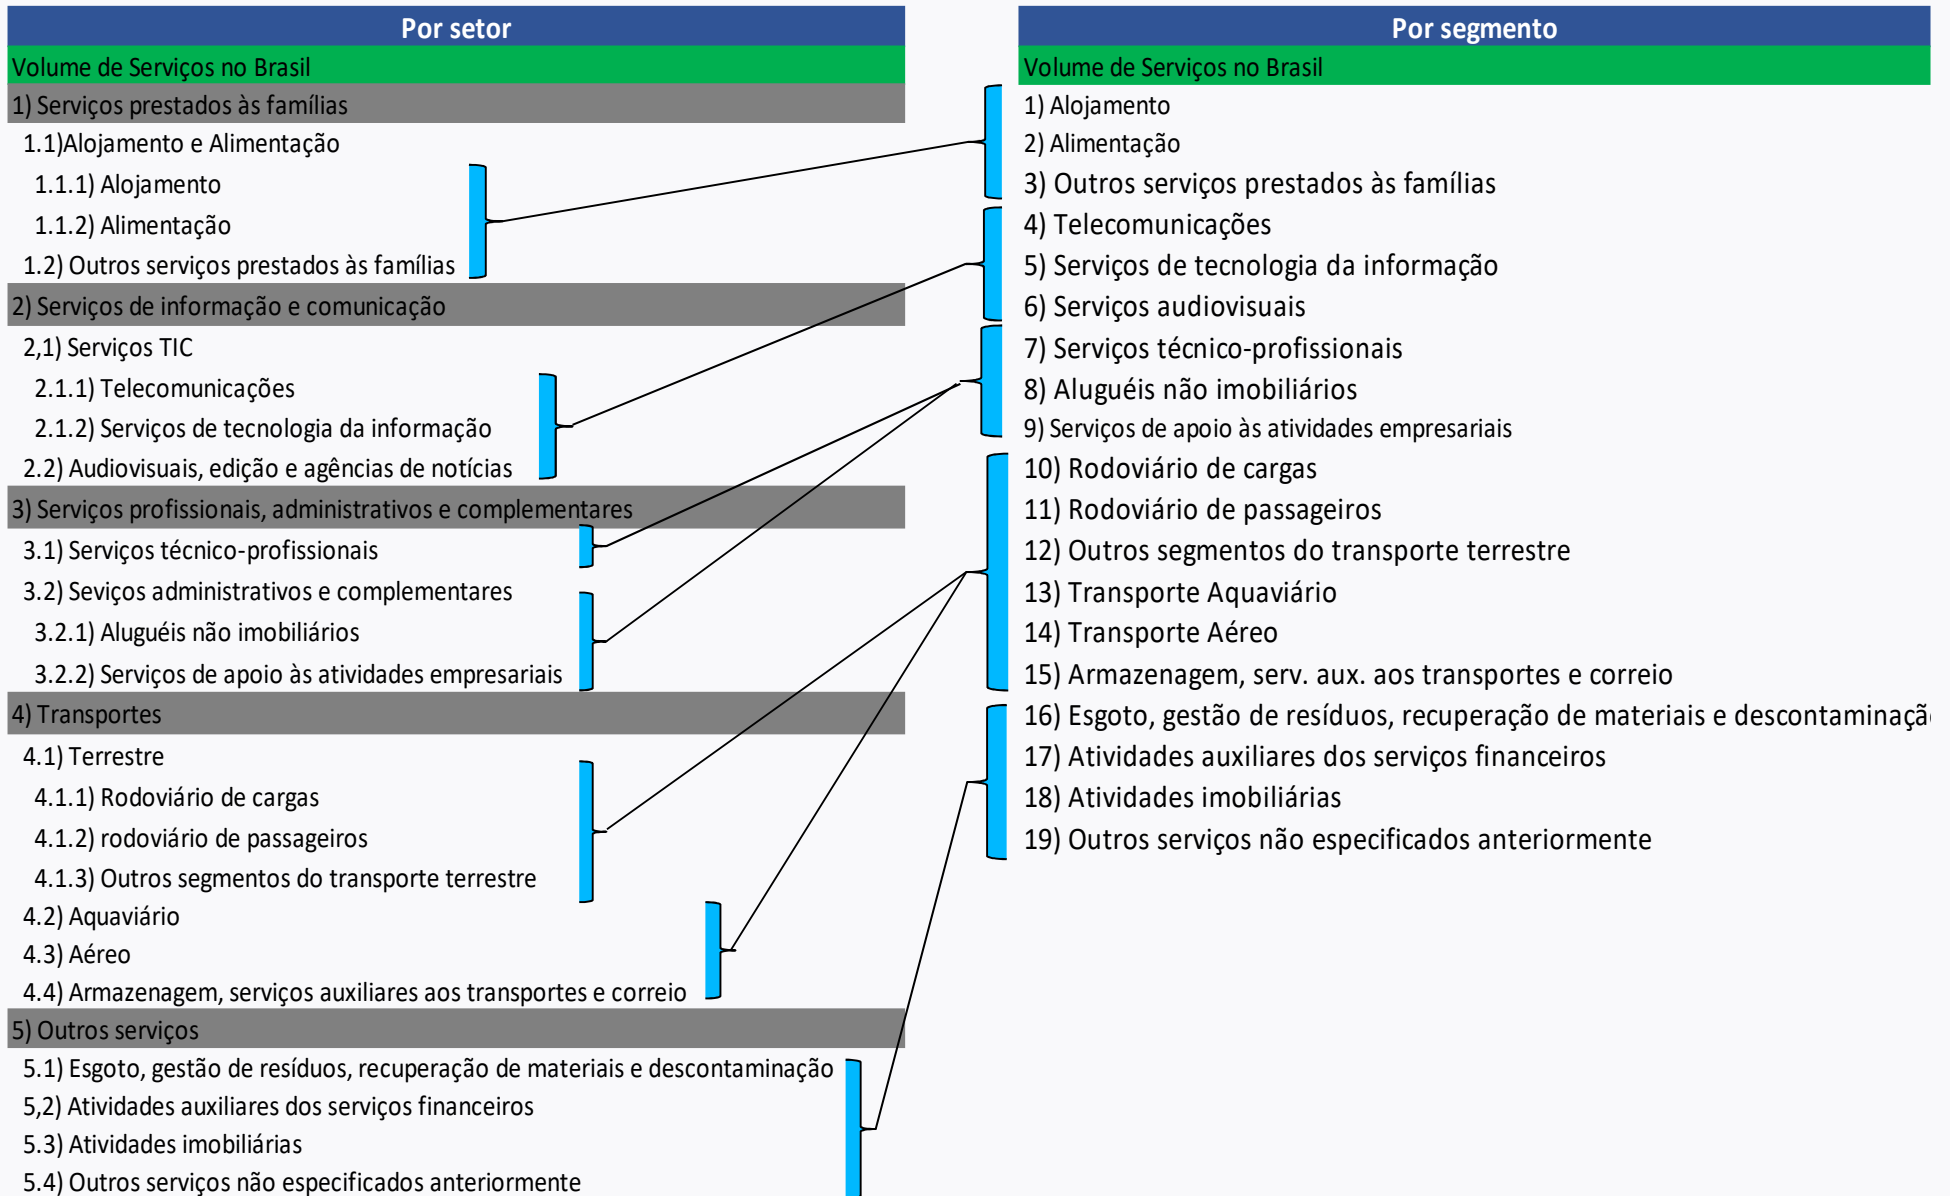 Por setor
Volume de Serviços no Brasil
1) Serviços prestados às famílias
1.1)Alojamento e Alimentação
1.1.1) Alojamento
1.1.2) Alimentação
1.2) Outros serviços prestados às famílias
2) Serviços de informação e comunicação
2,1) Serviços TIC
2.1.1) Telecomunicações
2.1.2) Serviços de tecnologia da informação
2.2) Audiovisuais, edição e agências de notícias
3) Serviços profissionais, administrativos e complementares
3.1) Serviços técnico-profissionais
3.2) Seviços administrativos e complementares
3.2.1) Aluguéis não imobiliários
3.2.2) Serviços de apoio às atividades empresariais
4) Transportes
4.1) Terrestre
4.1.1) Rodoviário de cargas
4.1.2) rodoviário de passageiros
4.1.3) Outros segmentos do transporte terrestre
4.2) Aquaviário
4.3) Aéreo
4.4) Armazenagem, serviços auxiliares aos transportes e correio
5) Outros serviços
5.1) Esgoto, gestão de resíduos, recuperação de materiais e descontaminação
5,2) Atividades auxiliares dos serviços financeiros
5.3) Atividades imobiliárias
5.4) Outros serviços não especificados anteriormente
Por segmento
Volume de Serviços no Brasil
1) Alojamento
2) Alimentação
3) Outros serviços prestados às famílias
4) Telecomunicações
5) Serviços de tecnologia da informação
6) Serviços audiovisuais
7) Serviços técnico-profissionais
8) Aluguéis não imobiliários
9) Serviços de apoio às atividades empresariais
10) Rodoviário de cargas
11) Rodoviário de passageiros
12) Outros segmentos do transporte terrestre
13) Transporte Aquaviário
14) Transporte Aéreo
15) Armazenagem, serv. aux. aos transportes e correio
16) Esgoto, gestão de resíduos, recuperação de materiais e descontaminaçã
17) Atividades auxiliares dos serviços financeiros
18) Atividades imobiliárias
19) Outros serviços não especificados anteriormente